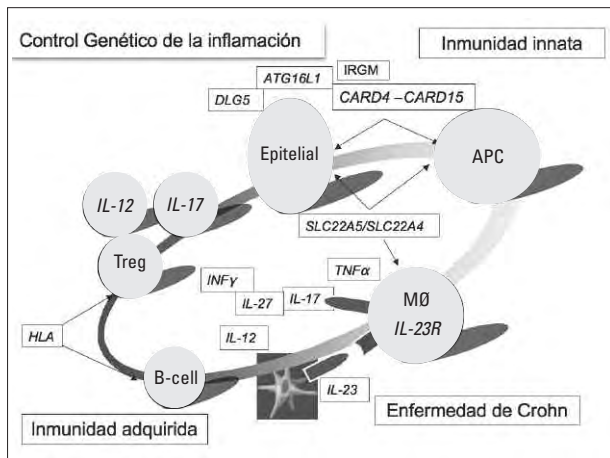 Control Genético de la inflamación
Inmunidad innata
ATG16L1
IRGM
DLG5
CARD4 –CARD15
Epitelial
APC
IL-12
IL-17
SLC22A5/SLC22A4
Treg
INFγ
TNFα
IL-27
IL-17
MØ
IL-23R
HLA
IL-12
B-cell
IL-23
Enfermedad de Crohn
Inmunidad adquirida